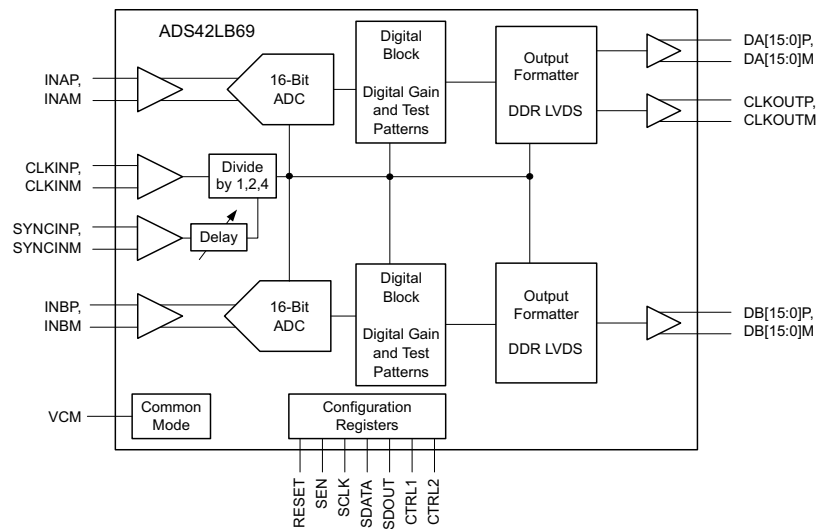 ADS42LB69
INAP,
INAM
16-Bit
ADC
Digital
Block
Digital Gain
and Test
Patterns
Output
Formatter
DDR LVDS
DA[15:0]P,
DA[15:0]M
CLKOUTP,
CLKOUTM
CLKINP,
CLKINM
Divide
by 1,2,4
SYNCINP,
SYNCINM
Delay
INBP,
INBM
16-Bit
ADC
Digital
Block
Digital Gain
and Test
Patterns
Output
Formatter
DDR LVDS
DB[15:0]P,
DB[15:0]M
VCM
Common
Mode
Configuration
Registers
RESET
SEN
SCLK
SDATA
SDOUT
CTRL1
CTRL2